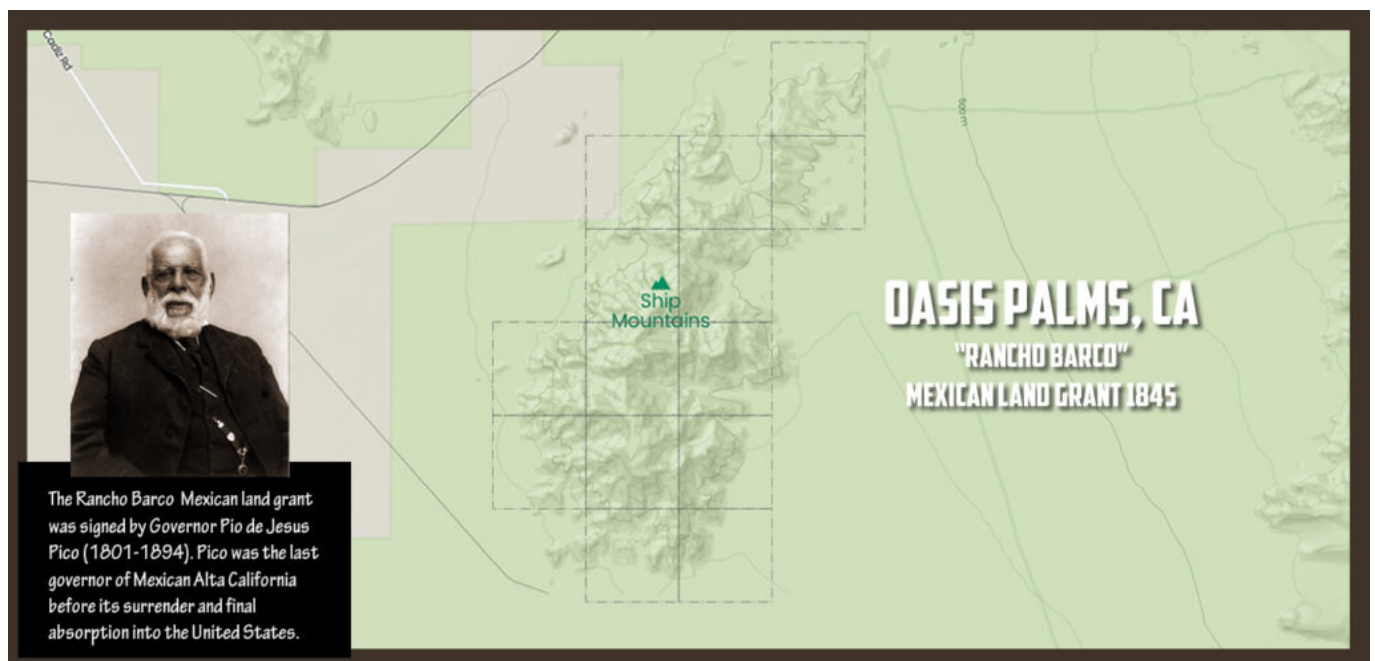 Cadiz Rd
500 m
Ship
Mountains
OASIS PALMS, CA
"RANCHO BARCO"
MEXICAN LAND GRANT 1845
The Rancho Barco Mexican land grant
was signed by Governor Pio de Jesus
Pico (1801-1894). Pico was the last
governor of Mexican Alta California
before its surrender and final
absorption into the United States.